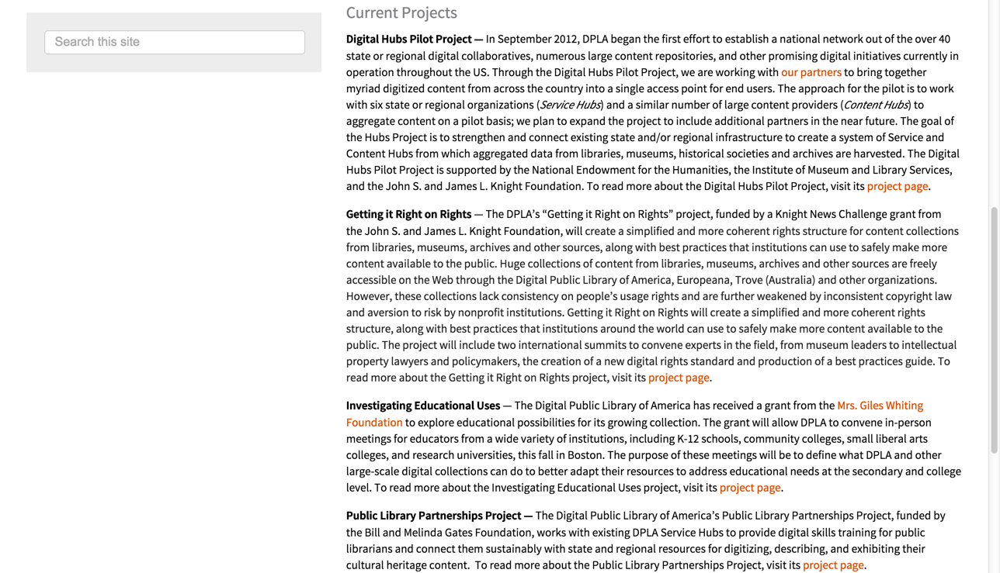 Search this site
Current Projects
Digital Hubs Pilot Project — In September 2012, DPLA began the first effort to establish a national network out of the over 40
state or regional digital collaboratives, numerous large content repositories, and other promising digital initiatives currently in
operation throughout the US. Through the Digital Hubs Pilot Project, we are working with our partners to bring together
myriad digitized content from across the country into a single access point for end users. The approach for the pilot is to work
with six state or regional organizations (Service Hubs) and a similar number of large content providers (Content Hubs) to
aggregate content on a pilot basis; we plan to expand the project to include additional partners in the near future. The goal of
the Hubs Project is to strengthen and connect existing state and/or regional infrastructure to create a system of Service and
Content Hubs from which aggregated data from libraries, museums, historical societies and archives are harvested. The Digital
Hubs Pilot Project is supported by the National Endowment for the Humanities, the Institute of Museum and Library Services,
and the John S. and James L. Knight Foundation. To read more about the Digital Hubs Pilot Project, visit its project page.
Getting it Right on Rights — The DPLA's “Getting it Right on Rights” project, funded by a Knight News Challenge grant from
the John S. and James L. Knight Foundation, will create a simplified and more coherent rights structure for content collections
from libraries, museums, archives and other sources, along with best practices that institutions can use to safely make more
content available to the public. Huge collections of content from libraries, museums, archives and other sources are freely
accessible on the Web through the Digital Public Library of America, Europeana, Trove (Australia) and other organizations.
However, these collections lack consistency on people's usage rights and are further weakened by inconsistent copyright law
and aversion to risk by nonprofit institutions. Getting it Right on Rights will create a simplified and more coherent rights
structure, along with best practices that institutions around the world can use to safely make more content available to the
public. The project will include two international summits to convene experts in the field, from museum leaders to intellectual
property lawyers and policymakers, the creation of a new digital rights standard and production of a best practices guide. To
read more about the Getting it Right on Rights project, visit its project page.
Investigating Educational Uses — The Digital Public Library of America has received a grant from the Mrs. Giles Whiting
Foundation to explore educational possibilities for its growing collection. The grant will allow DPLA to convene in-person
meetings for educators from a wide variety of institutions, including K-12 schools, community colleges, small liberal arts
colleges, and research universities, this fall in Boston. The purpose of these meetings will be to define what DPLA and other
large-scale digital collections can do to better adapt their resources to address educational needs at the secondary and college
level. To read more about the Investigating Educational Uses project, visit its project page.
Public Library Partnerships Project — The Digital Public Library of America's Public Library Partnerships Project, funded by
the Bill and Melinda Gates Foundation, works with existing DPLA Service Hubs to provide digital skills training for public
librarians and connect them sustainably with state and regional resources for digitizing, describing, and exhibiting their
cultural heritage content. To read more about the Public Library Partnerships Project, visit its project page.